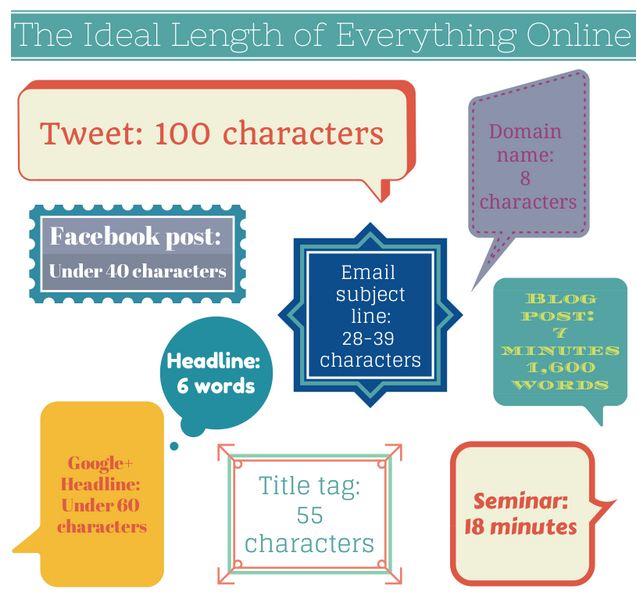 The Ideal Length of Everything Online
Tweet: 100 characters
Domain
name:
8
characters
Facebook post:
Under 40 characters
Email
subject
line:
28-39
characters
Blog
post:
7
minutes
1,600
words
Headline:
6 words
Google+
Headline:
Under 60
characters
Title tag:
55
characters
Seminar:
18 minutes